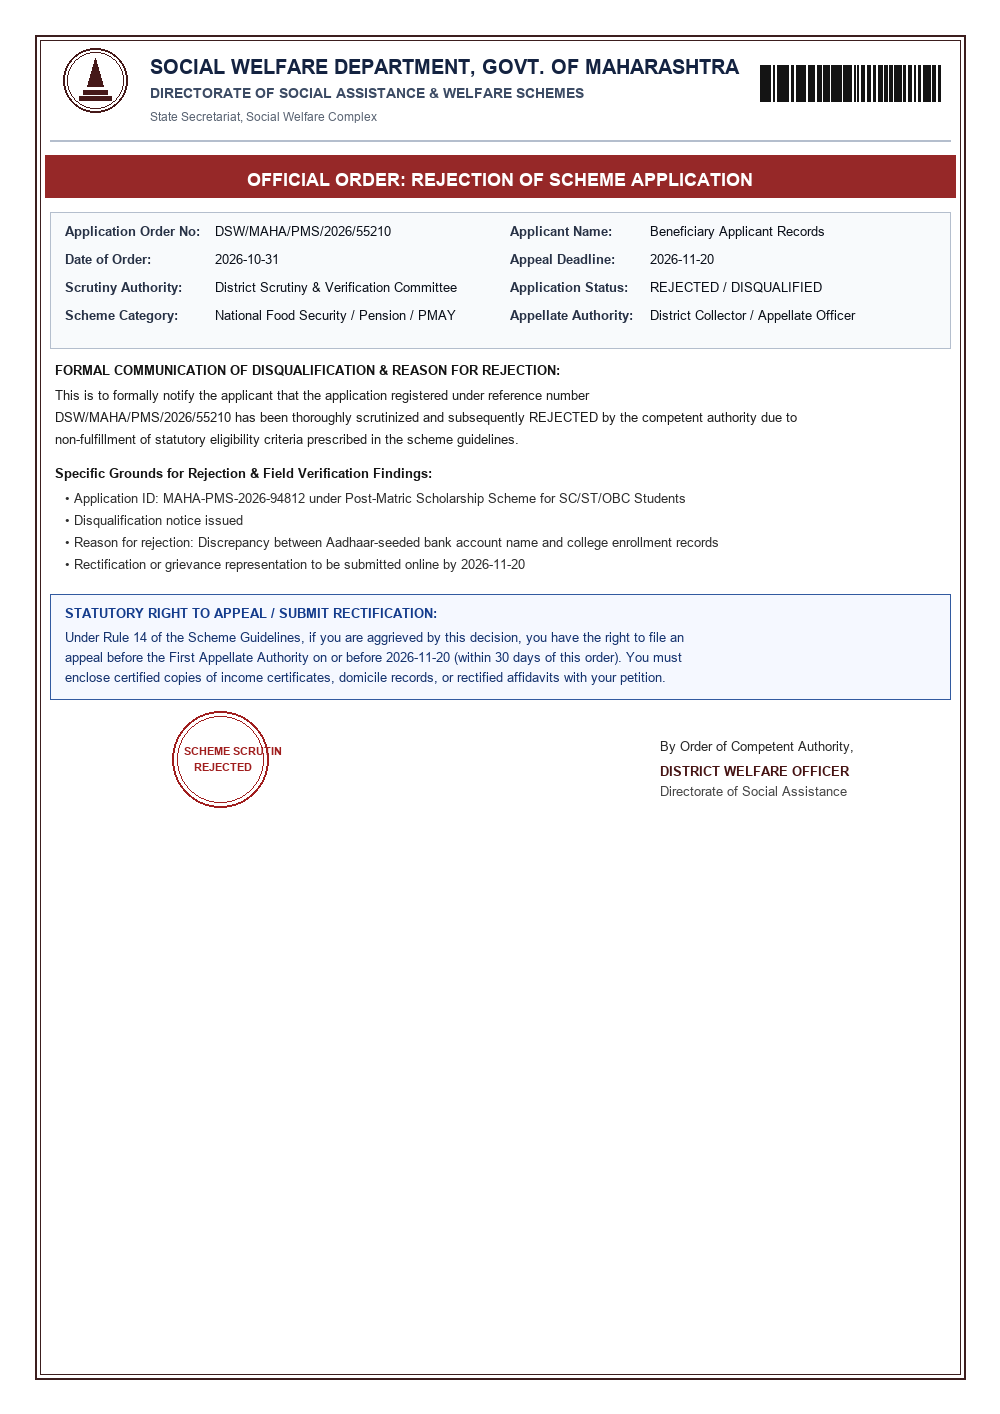 SOCIAL WELFARE DEPARTMENT, GOVT. OF MAHARASHTRA
DIRECTORATE OF SOCIAL ASSISTANCE & WELFARE SCHEMES
State Secretariat, Social Welfare Complex
OFFICIAL ORDER: REJECTION OF SCHEME APPLICATION
Application Order No: DSW/MAHA/PMS/2026/55210 Applicant Name: Beneficiary Applicant Records
Date of Order: 2026-10-31 Appeal Deadline: 2026-11-20
Scrutiny Authority: District Scrutiny & Verification Committee Application Status: REJECTED / DISQUALIFIED
Scheme Category: National Food Security / Pension / PMAY Appellate Authority: District Collector / Appellate Officer
FORMAL COMMUNICATION OF DISQUALIFICATION & REASON FOR REJECTION:
This is to formally notify the applicant that the application registered under reference number
DSW/MAHA/PMS/2026/55210 has been thoroughly scrutinized and subsequently REJECTED by the competent authority due to
non-fulfillment of statutory eligibility criteria prescribed in the scheme guidelines.
Specific Grounds for Rejection & Field Verification Findings:
• Application ID: MAHA-PMS-2026-94812 under Post-Matric Scholarship Scheme for SC/ST/OBC Students
• Disqualification notice issued
• Reason for rejection: Discrepancy between Aadhaar-seeded bank account name and college enrollment records
• Rectification or grievance representation to be submitted online by 2026-11-20
STATUTORY RIGHT TO APPEAL / SUBMIT RECTIFICATION:
Under Rule 14 of the Scheme Guidelines, if you are aggrieved by this decision, you have the right to file an
appeal before the First Appellate Authority on or before 2026-11-20 (within 30 days of this order). You must
enclose certified copies of income certificates, domicile records, or rectified affidavits with your petition.
SCHEME SCRUTIN
REJECTED
By Order of Competent Authority,
DISTRICT WELFARE OFFICER
Directorate of Social Assistance